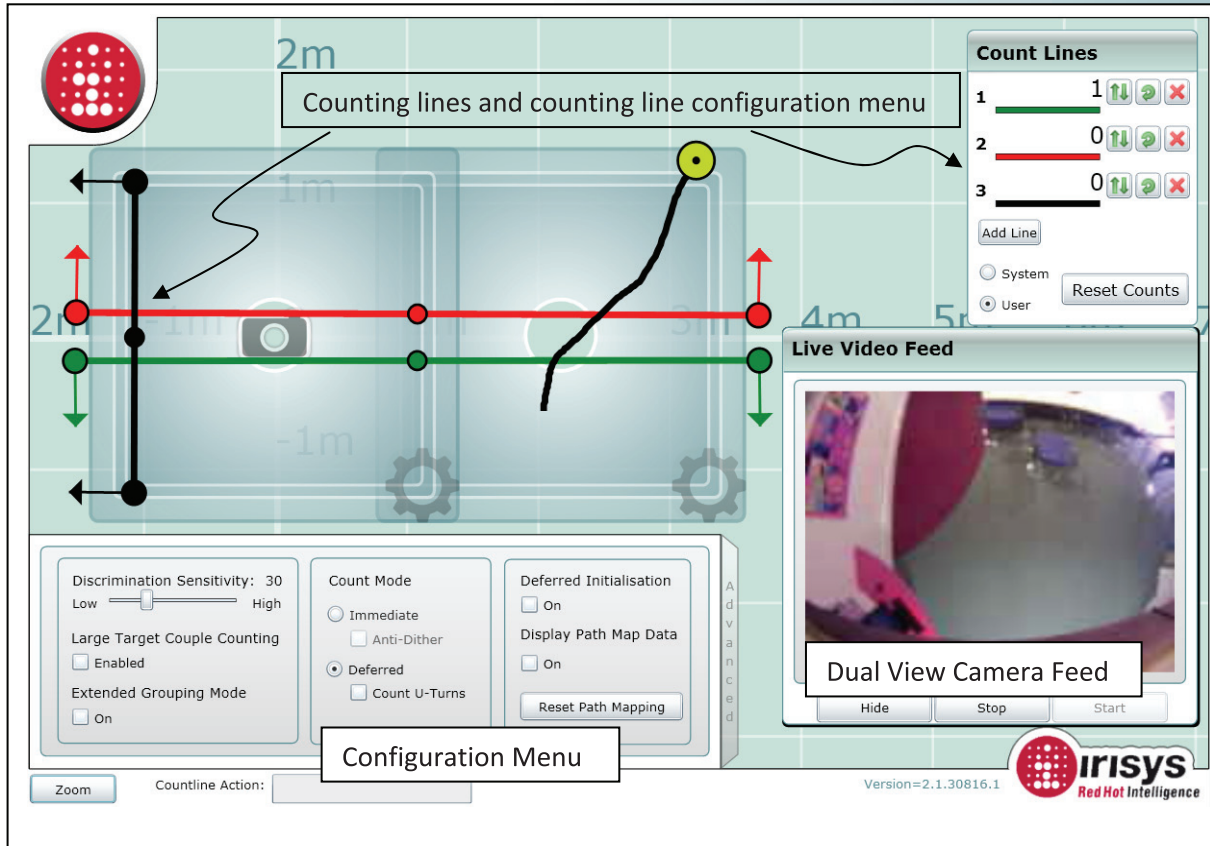 2m
Counting lines and counting line configuration menu
Count Lines
1 1
2 0
3 0
Add Line
System
User
Reset Counts
1m
2m
-1m
3m
4m
-1m
Live Video Feed
Dual View Camera Feed
Hide
Stop
Start
Discrimination Sensitivity: 30
Low
High
Large Target Couple Counting
Enabled
Extended Grouping Mode
On
Count Mode
Immediate
Anti-Dither
Deferred
Count U-Turns
Deferred Initialisation
On
Display Path Map Data
On
Reset Path Mapping
Advanced
Configuration Menu
Zoom
Countline Action:
Version=2.1.30816.1
irisys
Red Hot Intelligence